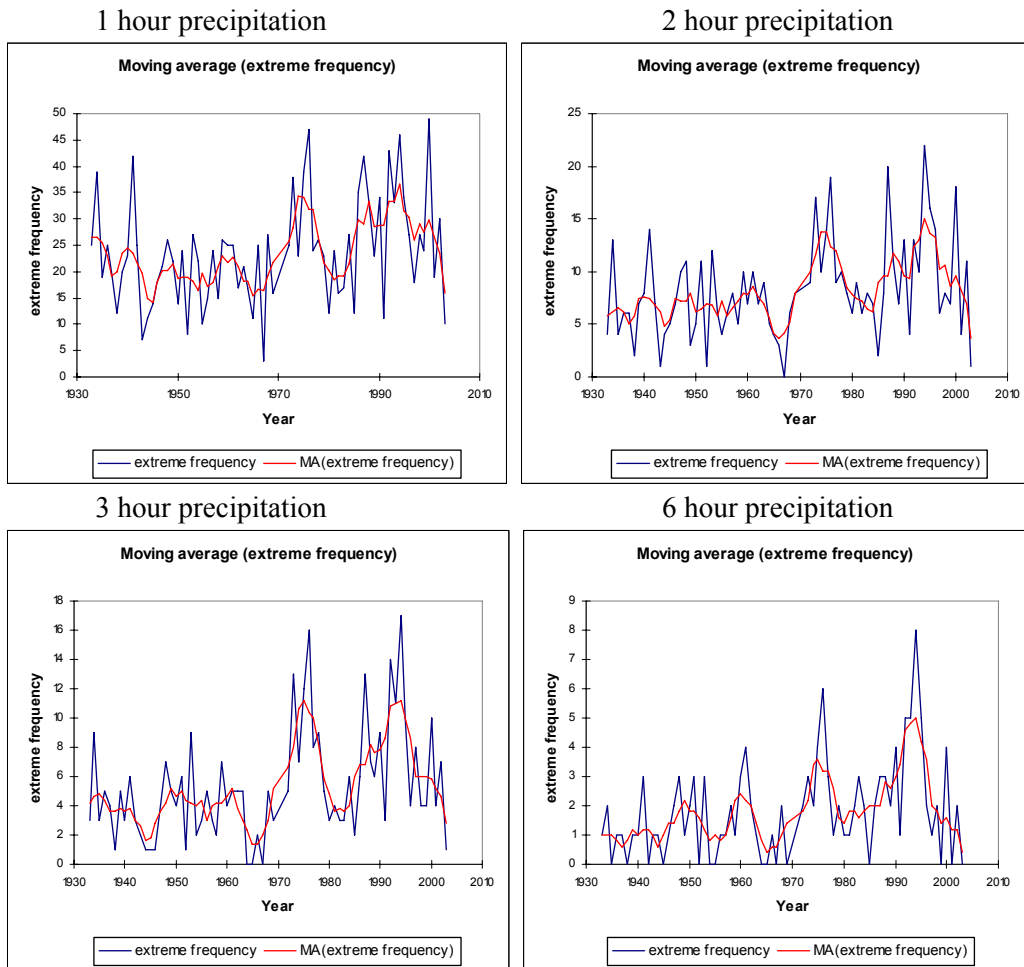 1 hour precipitation
Moving average (extreme frequency)
50
45
40
35
30
25
20
15
10
5
0
extreme frequency
1930
1950
1970
1990
2010
Year
extreme frequency
MA(extreme frequency)
2 hour precipitation
Moving average (extreme frequency)
25
20
15
10
5
0
extreme frequency
1930
1940
1950
1960
1970
1980
1990
2000
2010
Year
extreme frequency
MA(extreme frequency)
3 hour precipitation
Moving average (extreme frequency)
18
16
14
12
10
8
6
4
2
0
extreme frequency
1930
1940
1950
1960
1970
1980
1990
2000
2010
Year
extreme frequency
MA(extreme frequency)
6 hour precipitation
Moving average (extreme frequency)
9
8
7
6
5
4
3
2
1
0
extreme frequency
1930
1940
1950
1960
1970
1980
1990
2000
2010
Year
extreme frequency
MA(extreme frequency)